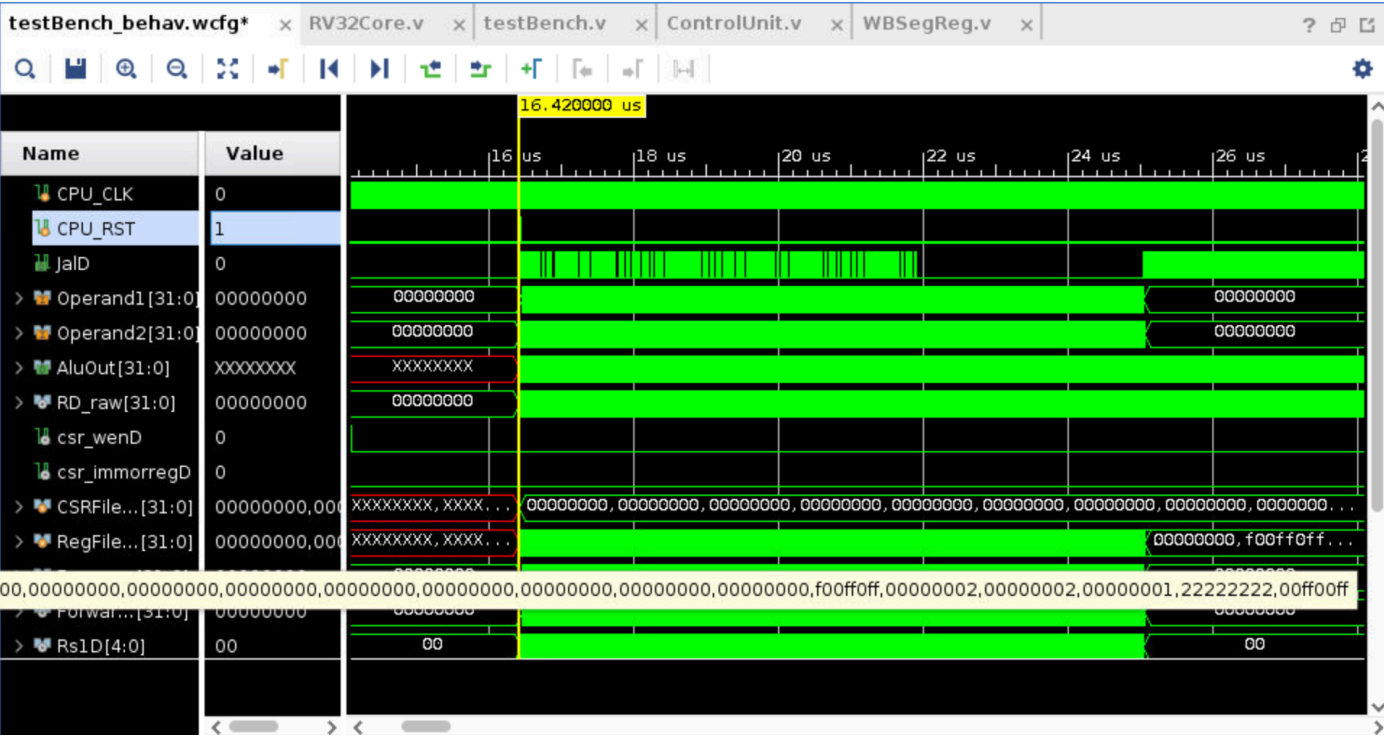 testBench_behav.wcfg* × RV32Core.v × testBench.v × ControlUnit.v × WBSegReg.v × ?
16.420000 us
Name Value 16 us 18 us 20 us 22 us 24 us 26 us 2
CPU_CLK 0
CPU_RST 1
JalD 0
Operand1[31:0] 00000000 00000000 00000000
Operand2[31:0] 00000000 00000000 00000000
AluOut[31:0] XXXXXXXX XXXXXXXX
RD_raw[31:0] 00000000 00000000
csr_wenD 0
csr_immorregD 0
CSRFile...[31:0] 00000000,000 XXXXXXXX,XXXX... 00000000,00000000,00000000,00000000,00000000,00000000,00000000,00000000,0000000...
RegFile...[31:0] 00000000,000 XXXXXXXX,XXXX... 00000000,f00ff0ff...
00,00000000,00000000,00000000,00000000,00000000,00000000,00000000,00000000,f00ff0ff,00000002,00000002,00000001,22222222,00ff00ff
Forwar...[31:0] 00000000 00000000 00000000
Rs1D[4:0] 00 00 00